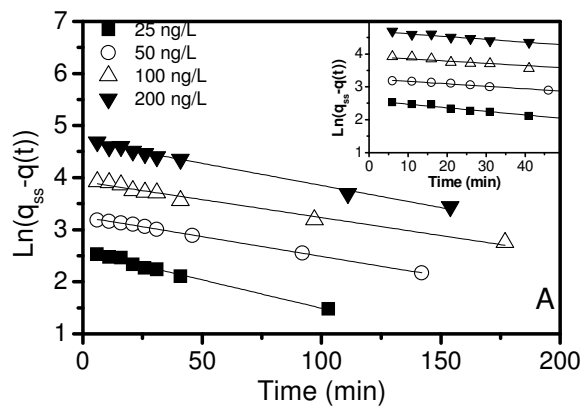 7
6
5
4
3
2
1
Ln(q_ss-q(t))
0
50
100
150
200
Time (min)
25 ng/L
50 ng/L
100 ng/L
200 ng/L
A
4
3
2
Ln(q_ss-q(t))
0
10
20
30
40
Time (min)